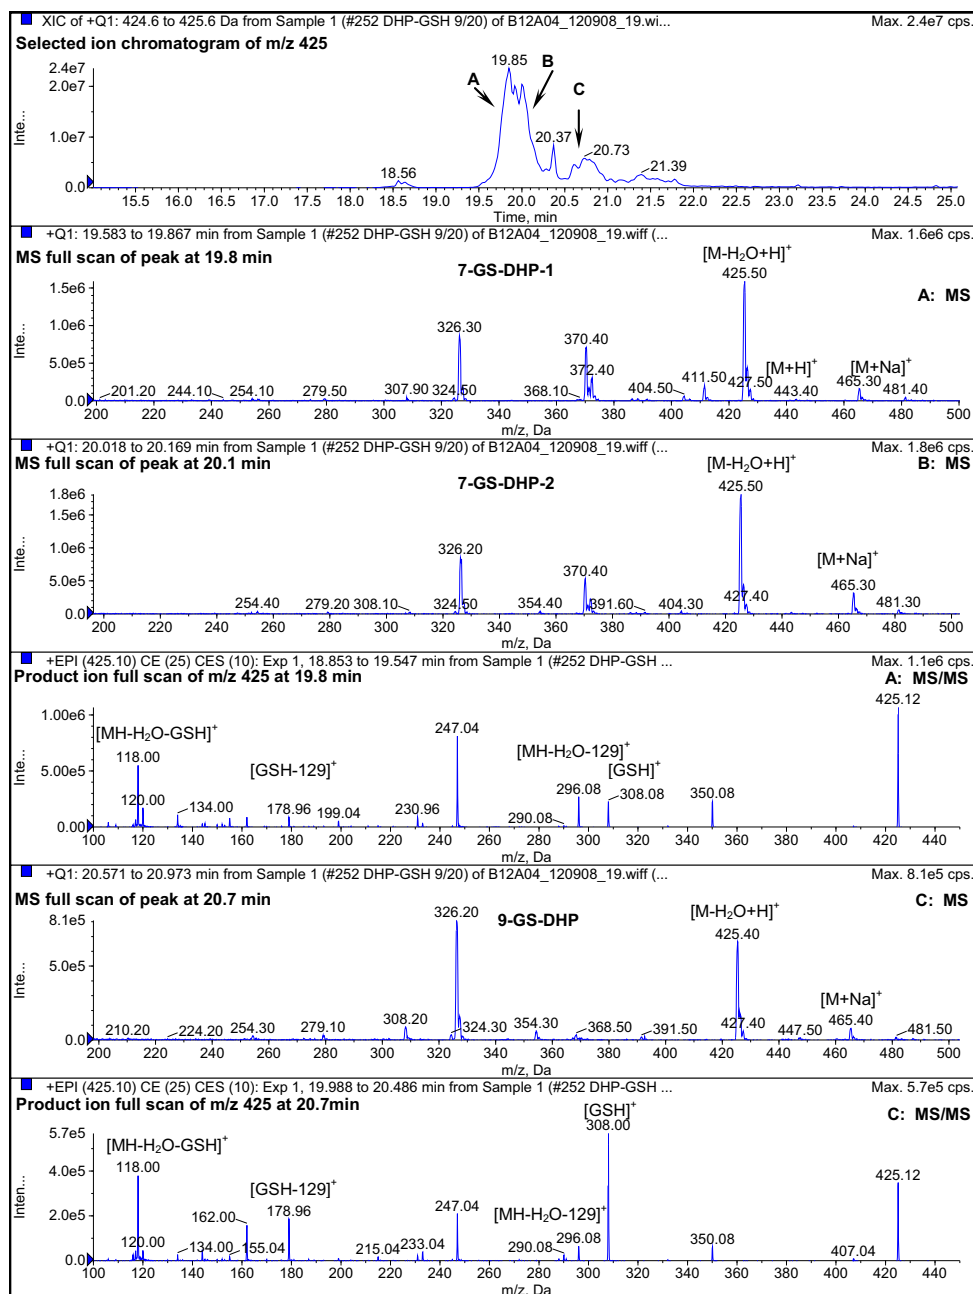 XIC of +Q1: 424.6 to 425.6 Da from Sample 1 (#252 DHP-GSH 9/20) of B12A04_120908_19.wi... Max. 2.4e7 cps.
Selected ion chromatogram of m/z 425
2.4e7
2.0e7
1.0e7
0.0
Inte...
A
19.85
B
C
18.56
20.37
20.73
21.39
15.5 16.0 16.5 17.0 17.5 18.0 18.5 19.0 19.5 20.0 20.5 21.0 21.5 22.0 22.5 23.0 23.5 24.0 24.5 25.0
Time, min
+Q1: 19.583 to 19.867 min from Sample 1 (#252 DHP-GSH 9/20) of B12A04_120908_19.wiff (... Max. 1.6e6 cps.
MS full scan of peak at 19.8 min
7-GS-DHP-1
[M-H₂O+H]⁺
A: MS
1.5e6
1.0e6
5.0e5
0.0
Inte...
201.20 244.10 254.10 279.50 307.90 324.50 326.30 368.10 370.40 372.40 404.50 411.50 425.50 427.50 443.40 465.30 481.40
[M+H]⁺ [M+Na]⁺
200 220 240 260 280 300 320 340 360 380 400 420 440 460 480 500
m/z, Da
+Q1: 20.018 to 20.169 min from Sample 1 (#252 DHP-GSH 9/20) of B12A04_120908_19.wiff (... Max. 1.8e6 cps.
MS full scan of peak at 20.1 min
7-GS-DHP-2
[M-H₂O+H]⁺
B: MS
1.8e6
1.5e6
1.0e6
5.0e5
0.0
Inte...
254.40 279.20 308.10 324.50 326.20 354.40 370.40 391.60 404.30 425.50 427.40 465.30 481.30
[M+Na]⁺
200 220 240 260 280 300 320 340 360 380 400 420 440 460 480 500
m/z, Da
+EPI (425.10) CE (25) CES (10): Exp 1, 18.853 to 19.547 min from Sample 1 (#252 DHP-GSH ... Max. 1.1e6 cps.
Product ion full scan of m/z 425 at 19.8 min
A: MS/MS
1.00e6
5.00e5
0.00
Inte...
[MH-H₂O-GSH]⁺
[GSH-129]⁺
[MH-H₂O-129]⁺
[GSH]⁺
118.00 120.00 134.00 178.96 199.04 230.96 247.04 290.08 296.08 308.08 350.08 425.12
100 120 140 160 180 200 220 240 260 280 300 320 340 360 380 400 420 440
m/z, Da
+Q1: 20.571 to 20.973 min from Sample 1 (#252 DHP-GSH 9/20) of B12A04_120908_19.wiff (... Max. 8.1e5 cps.
MS full scan of peak at 20.7 min
9-GS-DHP
[M-H₂O+H]⁺
C: MS
8.1e5
5.0e5
0.0
Inte...
210.20 224.20 254.30 279.10 308.20 326.20 324.30 354.30 368.50 391.50 425.40 427.40 447.50 465.40 481.50
[M+Na]⁺
200 220 240 260 280 300 320 340 360 380 400 420 440 460 480 500
m/z, Da
+EPI (425.10) CE (25) CES (10): Exp 1, 19.988 to 20.486 min from Sample 1 (#252 DHP-GSH ... Max. 5.7e5 cps.
Product ion full scan of m/z 425 at 20.7min
[GSH]⁺
C: MS/MS
5.7e5
4.0e5
2.0e5
0.0
Inten...
[MH-H₂O-GSH]⁺
[GSH-129]⁺
[MH-H₂O-129]⁺
118.00 120.00 134.00 155.04 162.00 178.96 215.04 233.04 247.04 290.08 296.08 308.00 350.08 407.04 425.12
100 120 140 160 180 200 220 240 260 280 300 320 340 360 380 400 420 440
m/z, Da